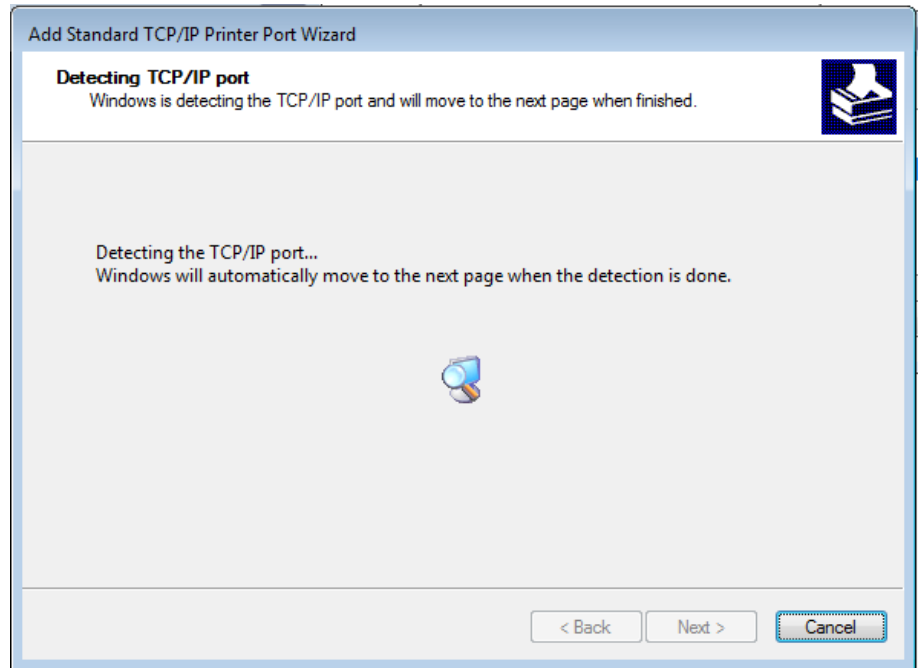 Add Standard TCP/IP Printer Port Wizard
Detecting TCP/IP port
Windows is detecting the TCP/IP port and will move to the next page when finished.
Detecting the TCP/IP port...
Windows will automatically move to the next page when the detection is done.
< Back Next > Cancel